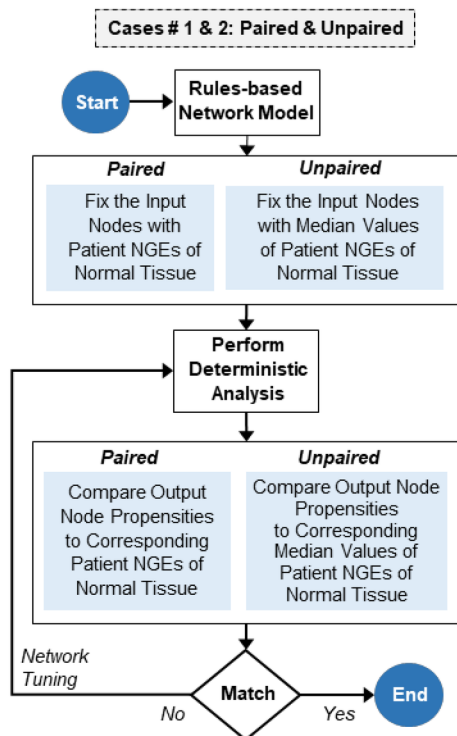 Cases # 1 & 2: Paired & Unpaired
Start
Rules-based
Network Model
Paired
Fix the Input
Nodes with
Patient NGEs of
Normal Tissue
Unpaired
Fix the Input Nodes
with Median Values
of Patient NGEs of
Normal Tissue
Perform
Deterministic
Analysis
Paired
Compare Output
Node Propensities
to Corresponding
Patient NGEs of
Normal Tissue
Unpaired
Compare Output Node
Propensities
to Corresponding
Median Values of
Patient NGEs of
Normal Tissue
Network
Tuning
No
Match
Yes
End